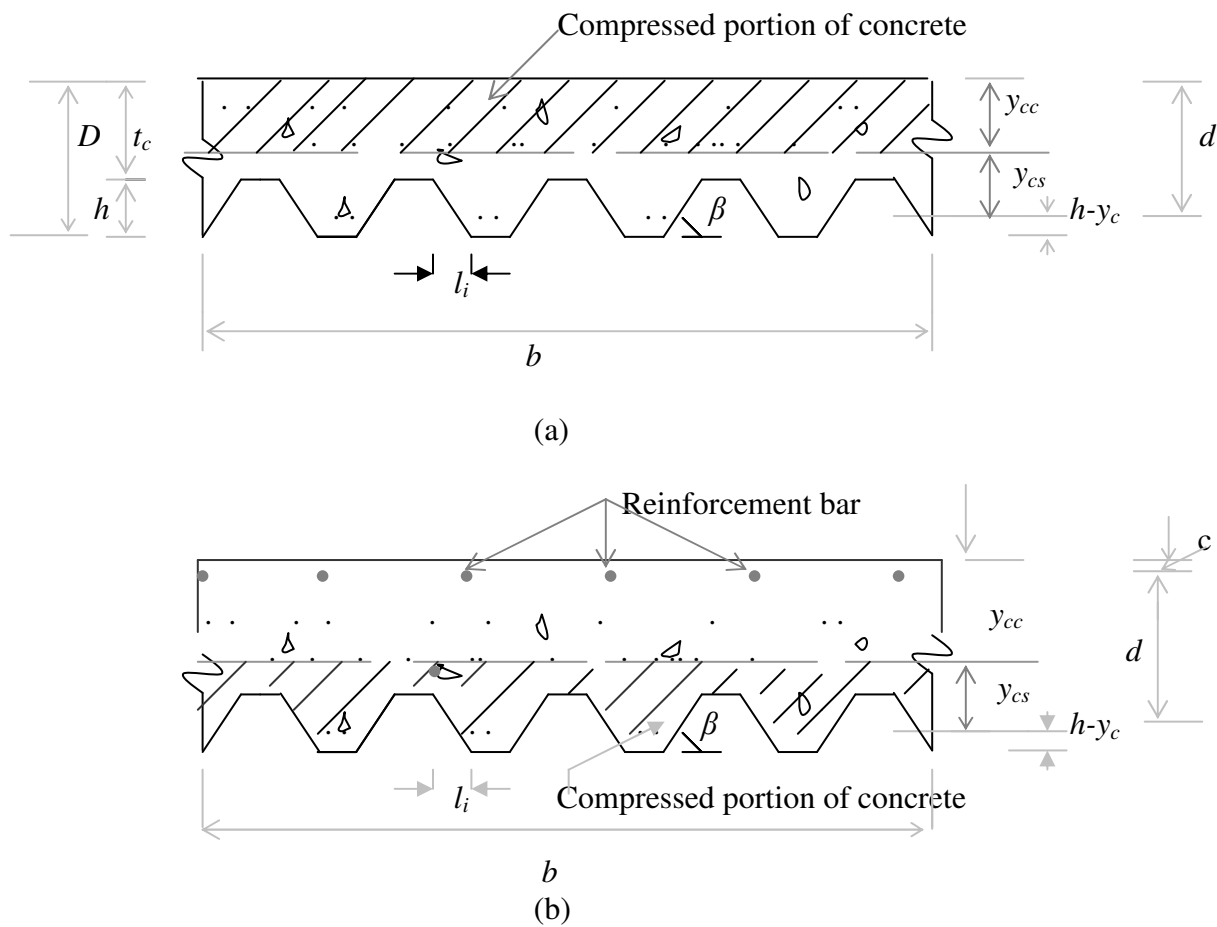 Compressed portion of concrete
D
t_c
y_cc
d
h
y_cs
β
h-y_c
l_i
b
(a)
Reinforcement bar
c
y_cc
d
y_cs
β
h-y_c
l_i
Compressed portion of concrete
b
(b)